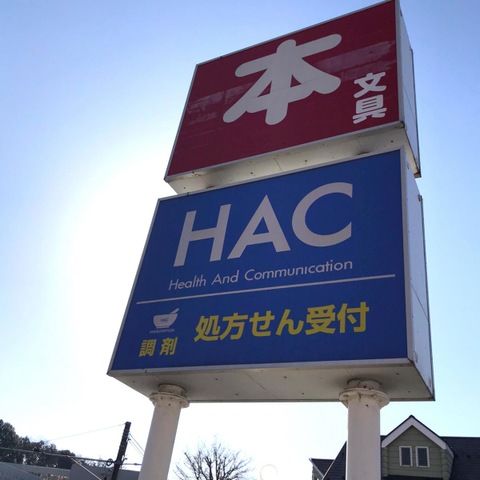 本
文具
HAC
Health And Communication
調剤
処方せん受付